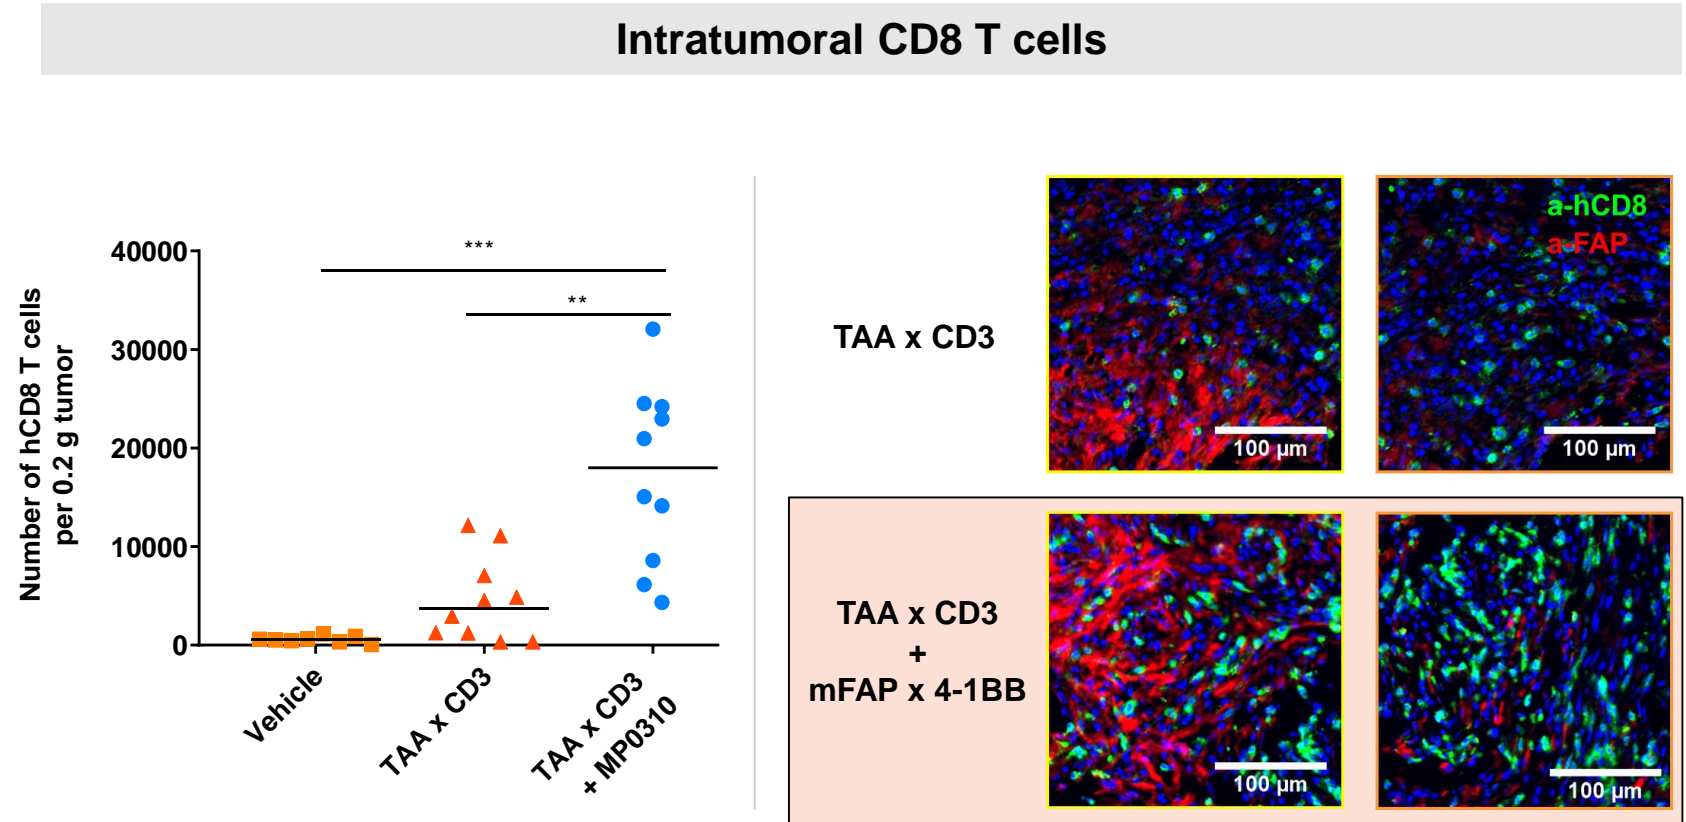 Intratumoral CD8 T cells
Number of hCD8 T cells
per 0.2 g tumor
40000
30000
20000
10000
0
***
**
Vehicle
TAA x CD3
TAA x CD3
+ MP0310
TAA x CD3
a-hCD8
a-FAP
100 µm
100 µm
TAA x CD3
+
mFAP x 4-1BB
100 µm
100 µm